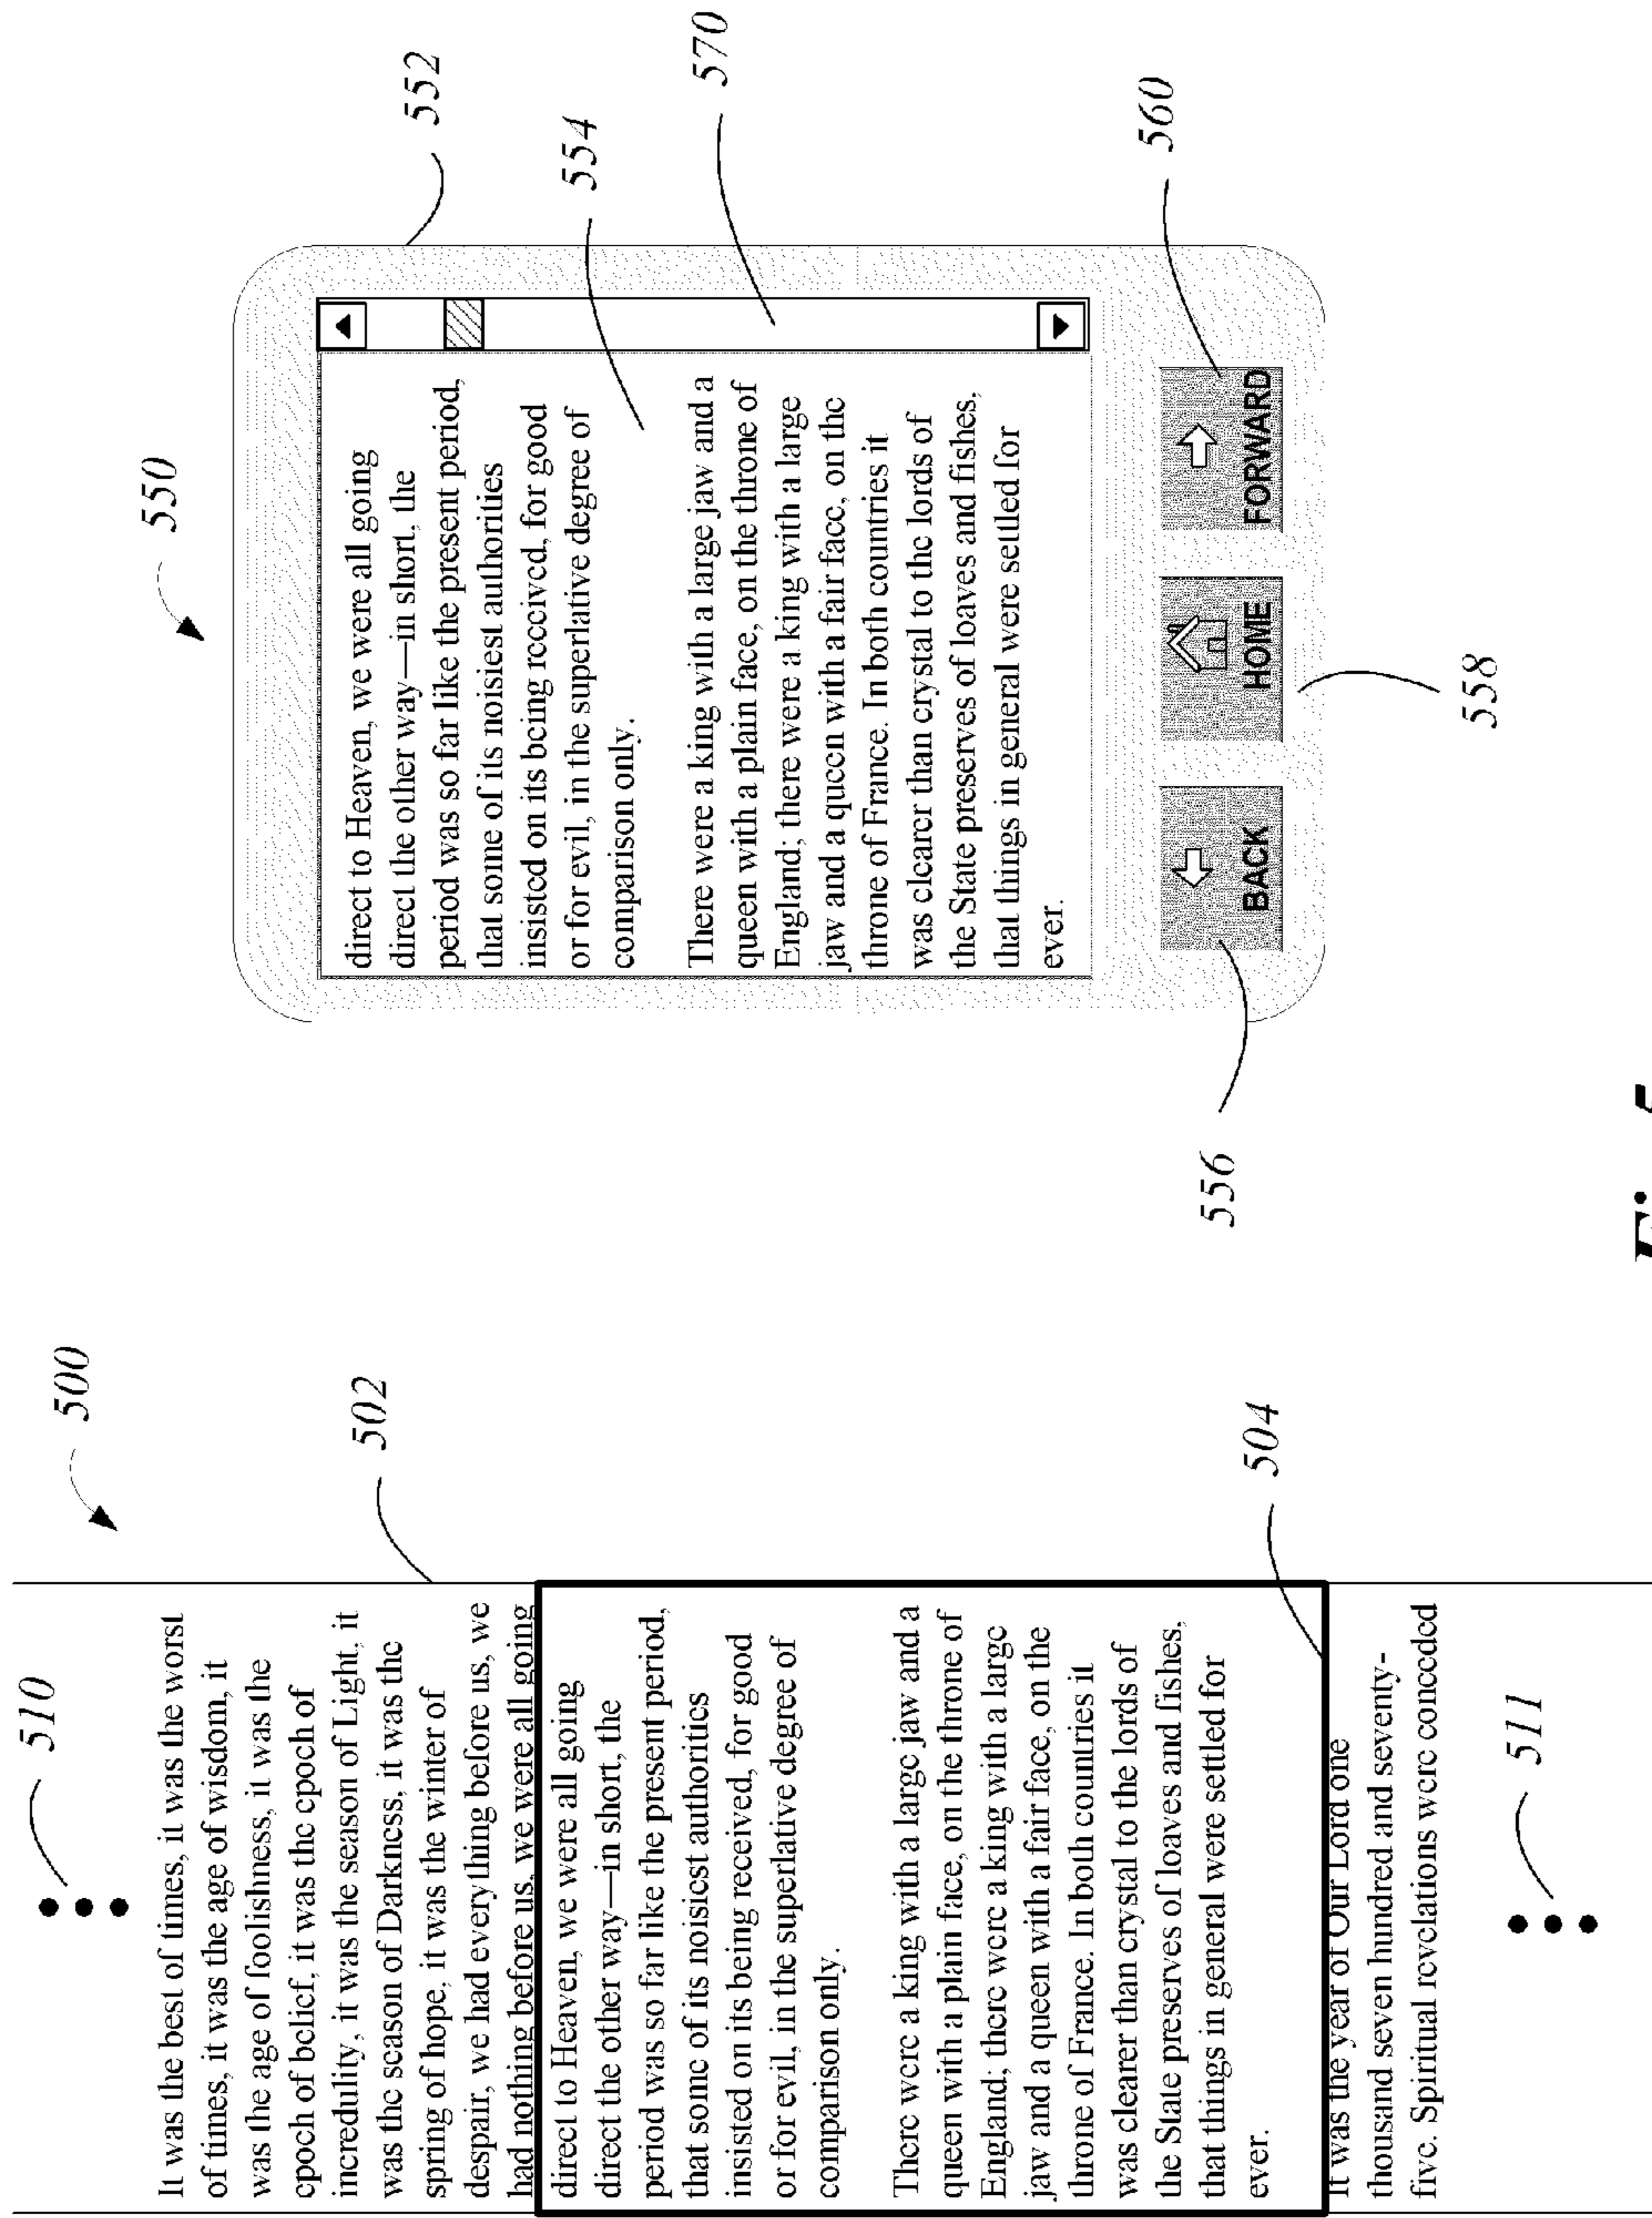 500
510
It was the best of times, it was the worst
of times, it was the age of wisdom, it
was the age of foolishness, it was the
epoch of belief, it was the epoch of
incredulity, it was the season of Light, it
was the season of Darkness, it was the
spring of hope, it was the winter of
despair, we had everything before us, we
had nothing before us, we were all going
502
direct to Heaven, we were all going
direct the other way—in short, the
period was so far like the present period,
that some of its noisiest authorities
insisted on its being received, for good
or for evil, in the superlative degree of
comparison only.
There were a king with a large jaw and a
queen with a plain face, on the throne of
England; there were a king with a large
jaw and a queen with a fair face, on the
throne of France. In both countries it
was clearer than crystal to the lords of
the State preserves of loaves and fishes,
that things in general were settled for
ever.
504
It was the year of Our Lord one
thousand seven hundred and seventy-
five. Spiritual revelations were conceded
511
550
552
direct to Heaven, we were all going
direct the other way—in short, the
period was so far like the present period,
that some of its noisiest authorities
insisted on its being received, for good
or for evil, in the superlative degree of
comparison only.
There were a king with a large jaw and a
queen with a plain face, on the throne of
England; there were a king with a large
jaw and a queen with a fair face, on the
throne of France. In both countries it
was clearer than crystal to the lords of
the State preserves of loaves and fishes,
that things in general were settled for
ever.
554
570
BACK HOME FORWARD
556
558
560